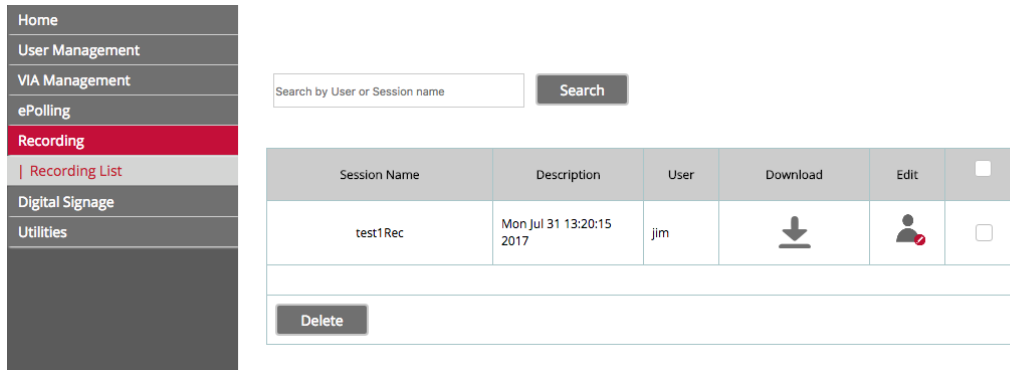 Home
User Management
VIA Management
ePolling
Recording
| Recording List
Digital Signage
Utilities
Search by User or Session name
Search
Session Name Description User Download Edit
test1Rec Mon Jul 31 13:20:15 jim
2017
Delete